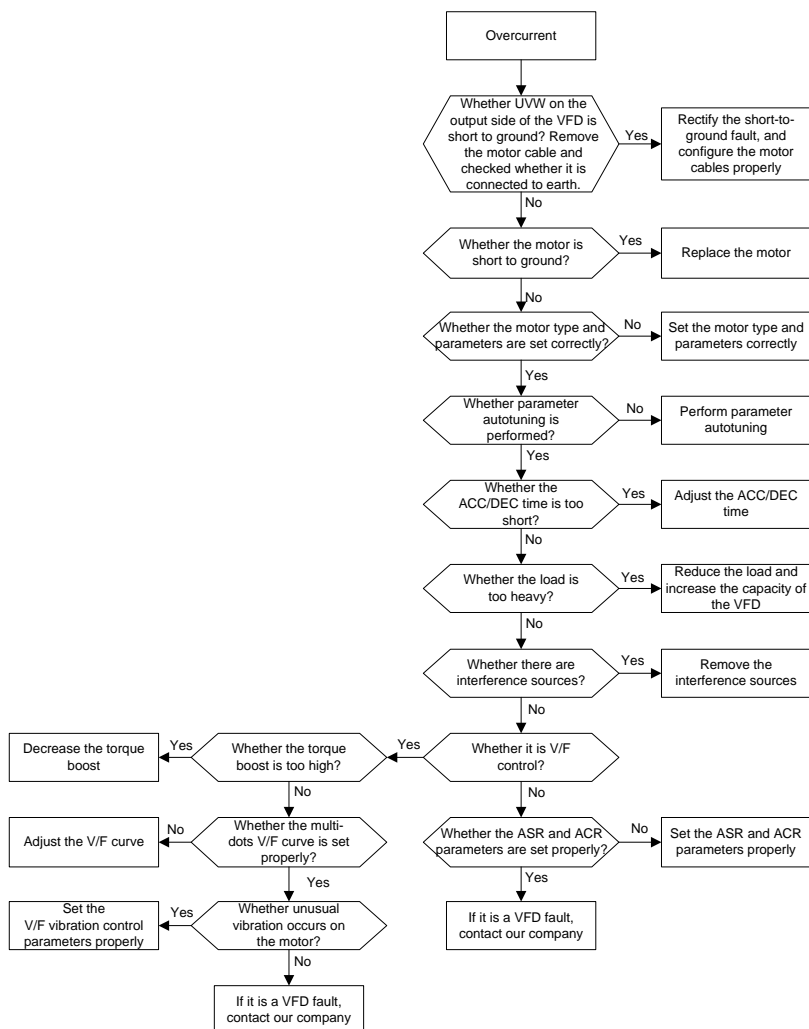 Overcurrent
Whether UVW on the
output side of the VFD is
short to ground? Remove
the motor cable and
checked whether it is
connected to earth.
Yes
Rectify the short-to-
ground fault, and
configure the motor
cables properly
No
Whether the motor is
short to ground?
Yes
Replace the motor
No
Whether the motor type and
parameters are set correctly?
No
Set the motor type and
parameters correctly
Yes
Whether parameter
autotuning is
performed?
No
Perform parameter
autotuning
Yes
Whether the
ACC/DEC time is too
short?
Yes
Adjust the ACC/DEC
time
No
Whether the load is
too heavy?
Yes
Reduce the load and
increase the capacity of
the VFD
No
Whether there are
interference sources?
Yes
Remove the
interference sources
No
Whether it is V/F
control?
Yes
Whether the torque
boost is too high?
Yes
Decrease the torque
boost
No
Whether the multi-
dots V/F curve is set
properly?
No
Adjust the V/F curve
Yes
Whether unusual
vibration occurs on
the motor?
Yes
Set the
V/F vibration control
parameters properly
No
If it is a VFD fault,
contact our company
No
Whether the ASR and ACR
parameters are set properly?
No
Set the ASR and ACR
parameters properly
Yes
If it is a VFD fault,
contact our company